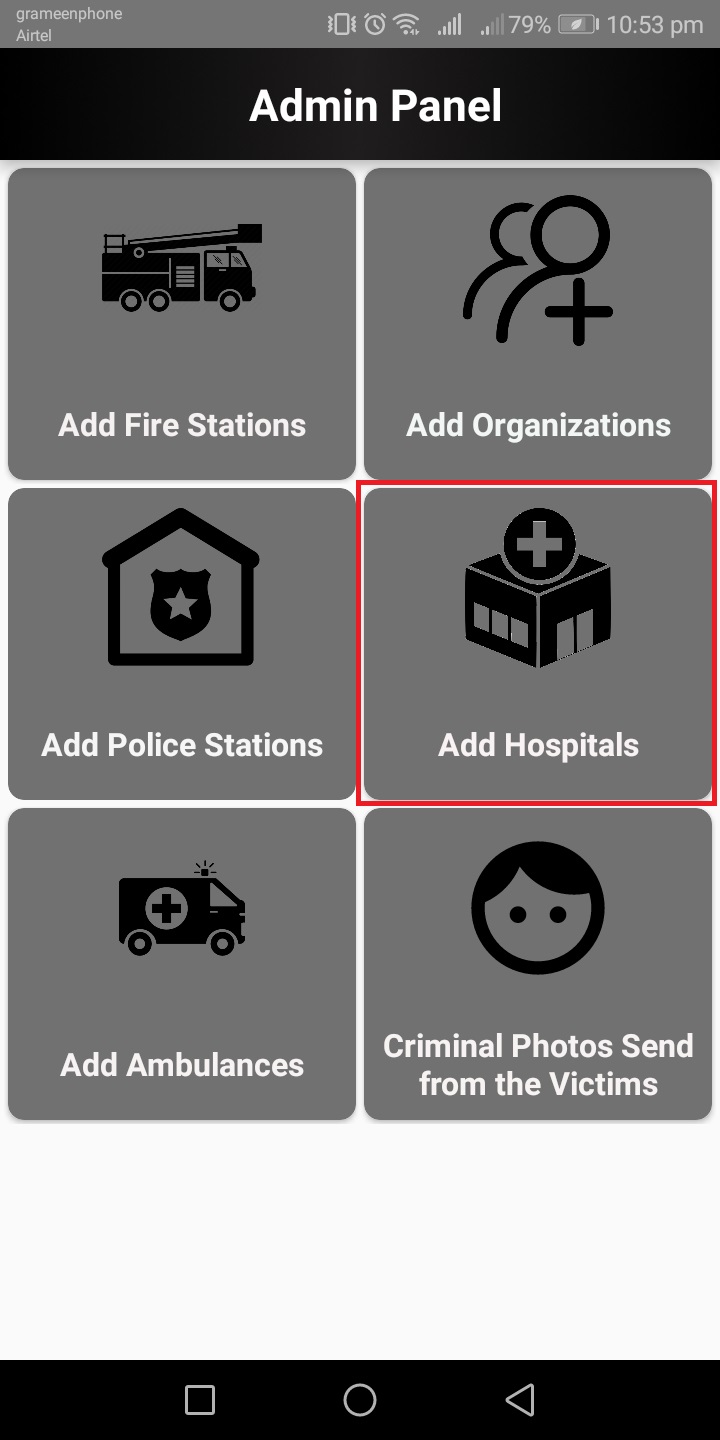 grameenphone
Airtel
79%
10:53 pm
Admin Panel
Add Fire Stations
Add Organizations
Add Police Stations
Add Hospitals
Add Ambulances
Criminal Photos Send
from the Victims